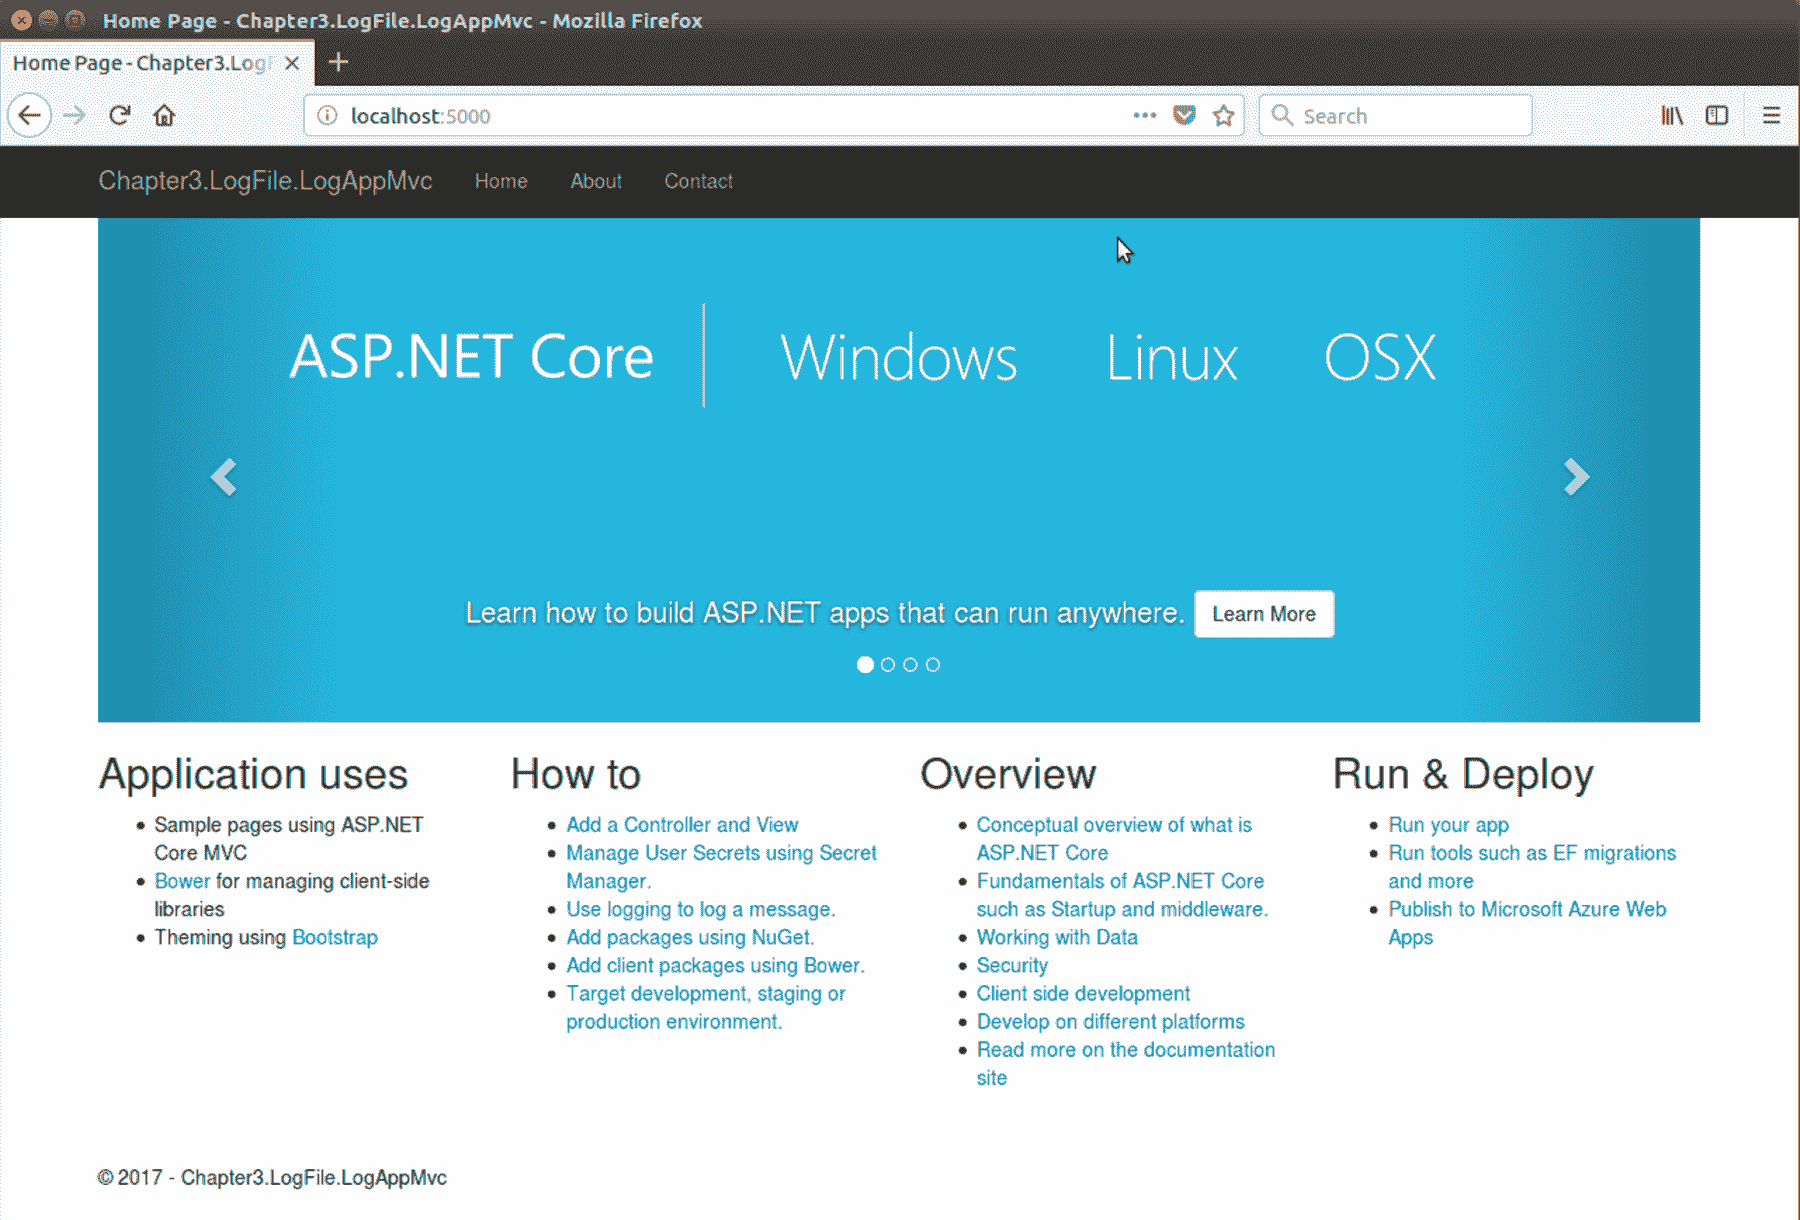 Home Page - Chapter3.LogFile.LogAppMvc - Mozilla Firefox
Home Page - Chapter3.LogF
localhost:5000
Search
Chapter3.LogFile.LogAppMvc Home About Contact
ASP.NET Core Windows Linux OSX
Learn how to build ASP.NET apps that can run anywhere. Learn More
Application uses
Sample pages using ASP.NET
Core MVC
Bower for managing client-side
libraries
Theming using Bootstrap
How to
Add a Controller and View
Manage User Secrets using Secret
Manager.
Use logging to log a message.
Add packages using NuGet.
Add client packages using Bower.
Target development, staging or
production environment.
Overview
Conceptual overview of what is
ASP.NET Core
Fundamentals of ASP.NET Core
such as Startup and middleware.
Working with Data
Security
Client side development
Develop on different platforms
Read more on the documentation
site
Run & Deploy
Run your app
Run tools such as EF migrations
and more
Publish to Microsoft Azure Web
Apps
© 2017 - Chapter3.LogFile.LogAppMvc